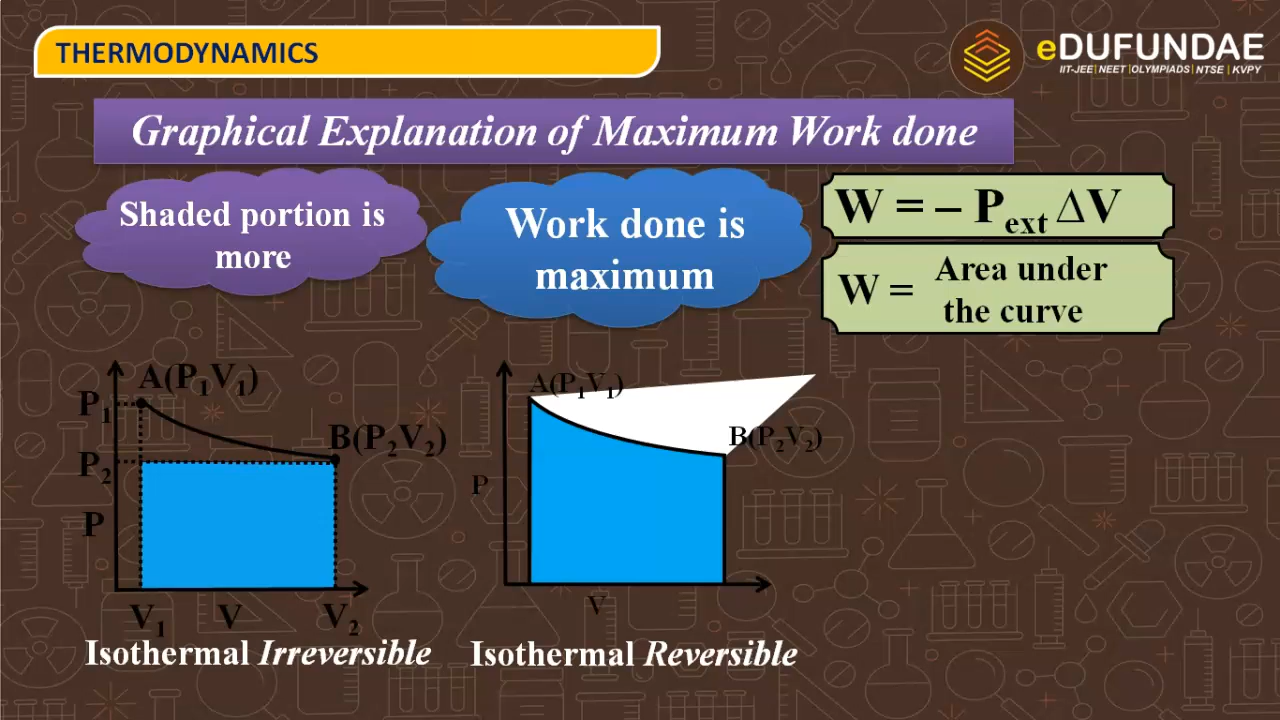 THERMODYNAMICS
eDUFUNDAE
IIT-JEE| NEET |OLYMPIADS| NTSE | KVPY
Graphical Explanation of Maximum Work done
Shaded portion is
more
Work done is
maximum
W = – Pext ΔV
W = Area under
the curve
A(P1V1)
P1
B(P2V2)
P2
P
V1 V V2
Isothermal Irreversible
A(P1V1)
B(P2V2)
P
V
Isothermal Reversible